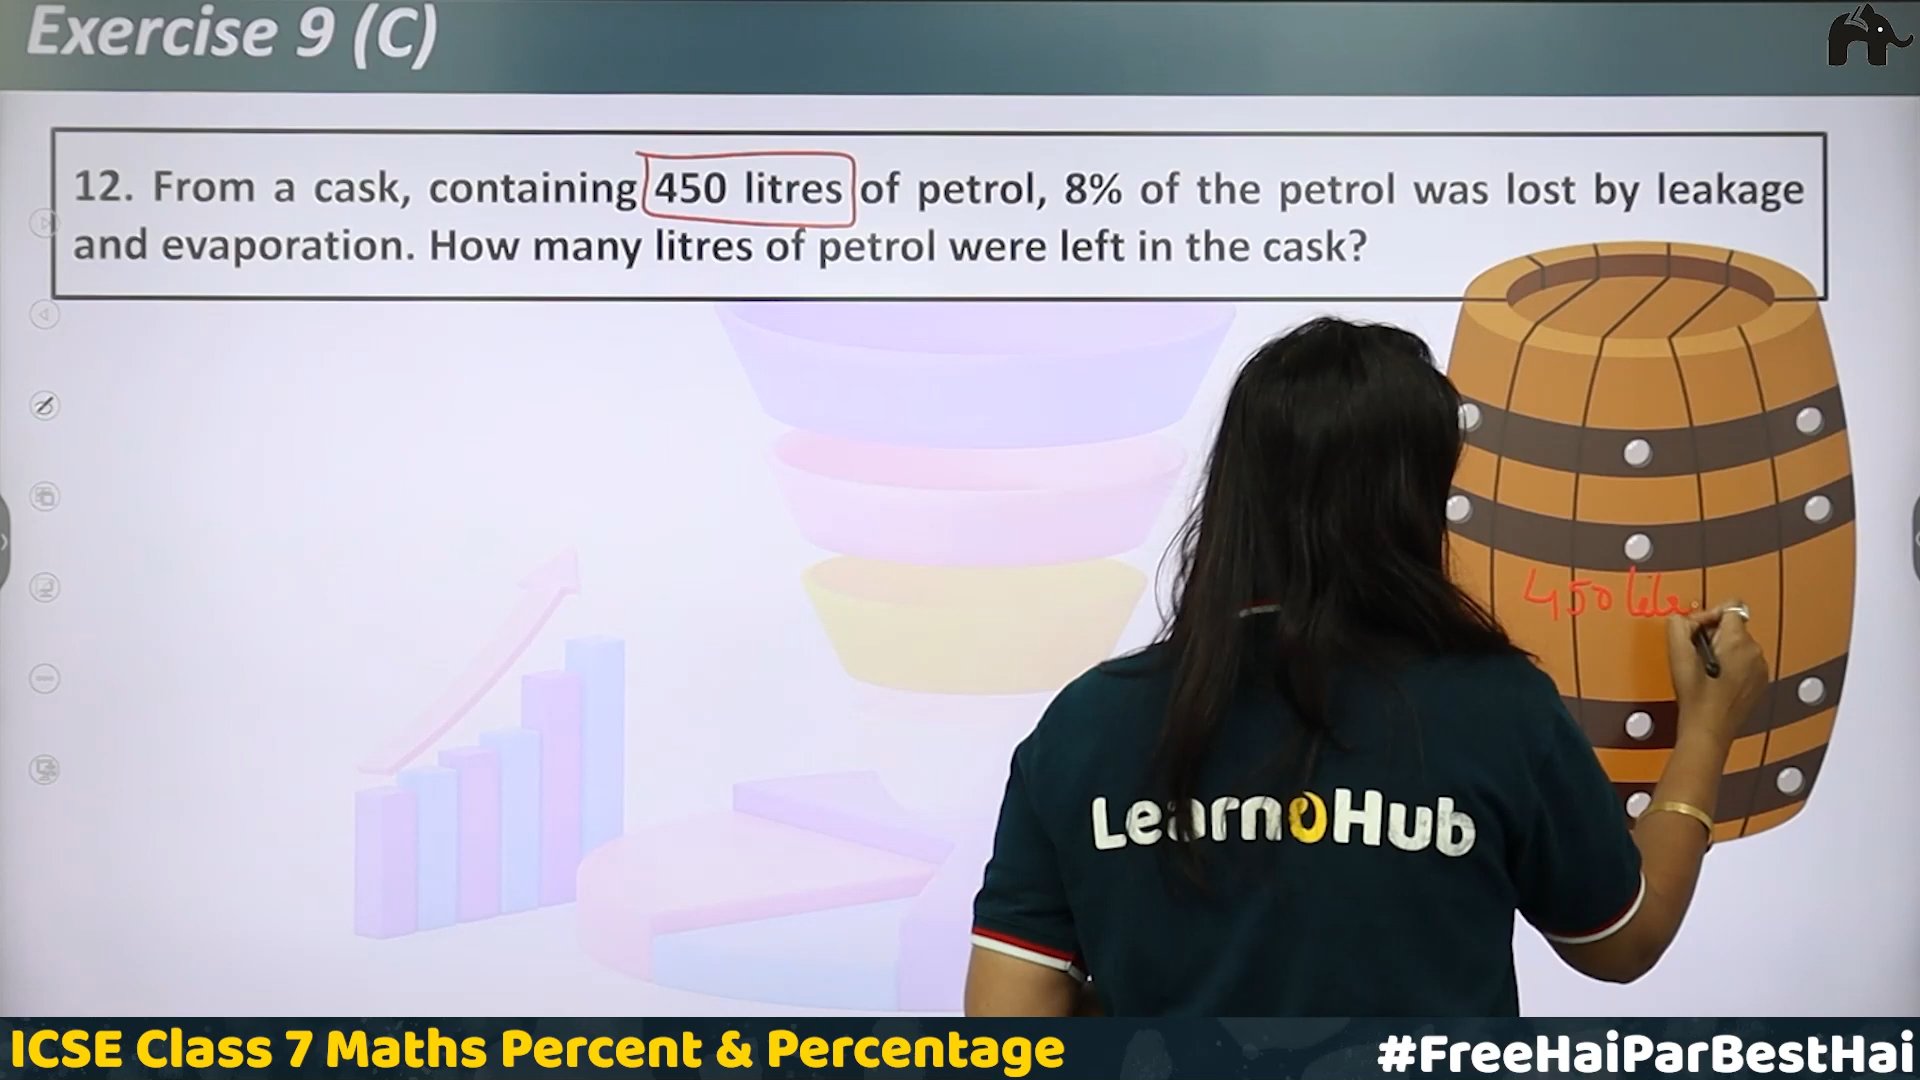 Exercise 9 (C)
12. From a cask, containing 450 litres of petrol, 8% of the petrol was lost by leakage
and evaporation. How many litres of petrol were left in the cask?
450 litre
LearnoHub
ICSE Class 7 Maths Percent & Percentage
#FreeHaiParBestHai